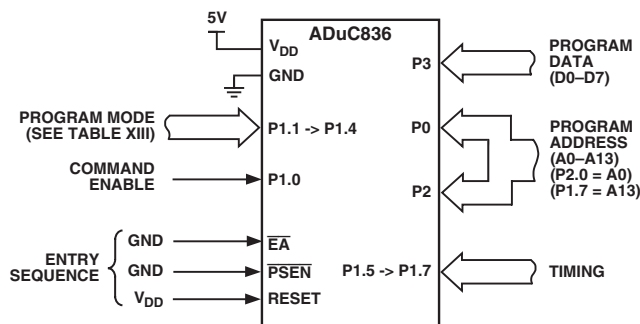 5V
ADuC836
VDD
GND
P3
PROGRAM
DATA
(D0–D7)
PROGRAM MODE
(SEE TABLE XIII)
P1.1 -> P1.4
P0
PROGRAM
ADDRESS
(A0–A13)
(P2.0 = A0)
(P1.7 = A13)
COMMAND
ENABLE
P1.0
P2
ENTRY
SEQUENCE
GND
EA
GND
PSEN
VDD
RESET
P1.5 -> P1.7
TIMING